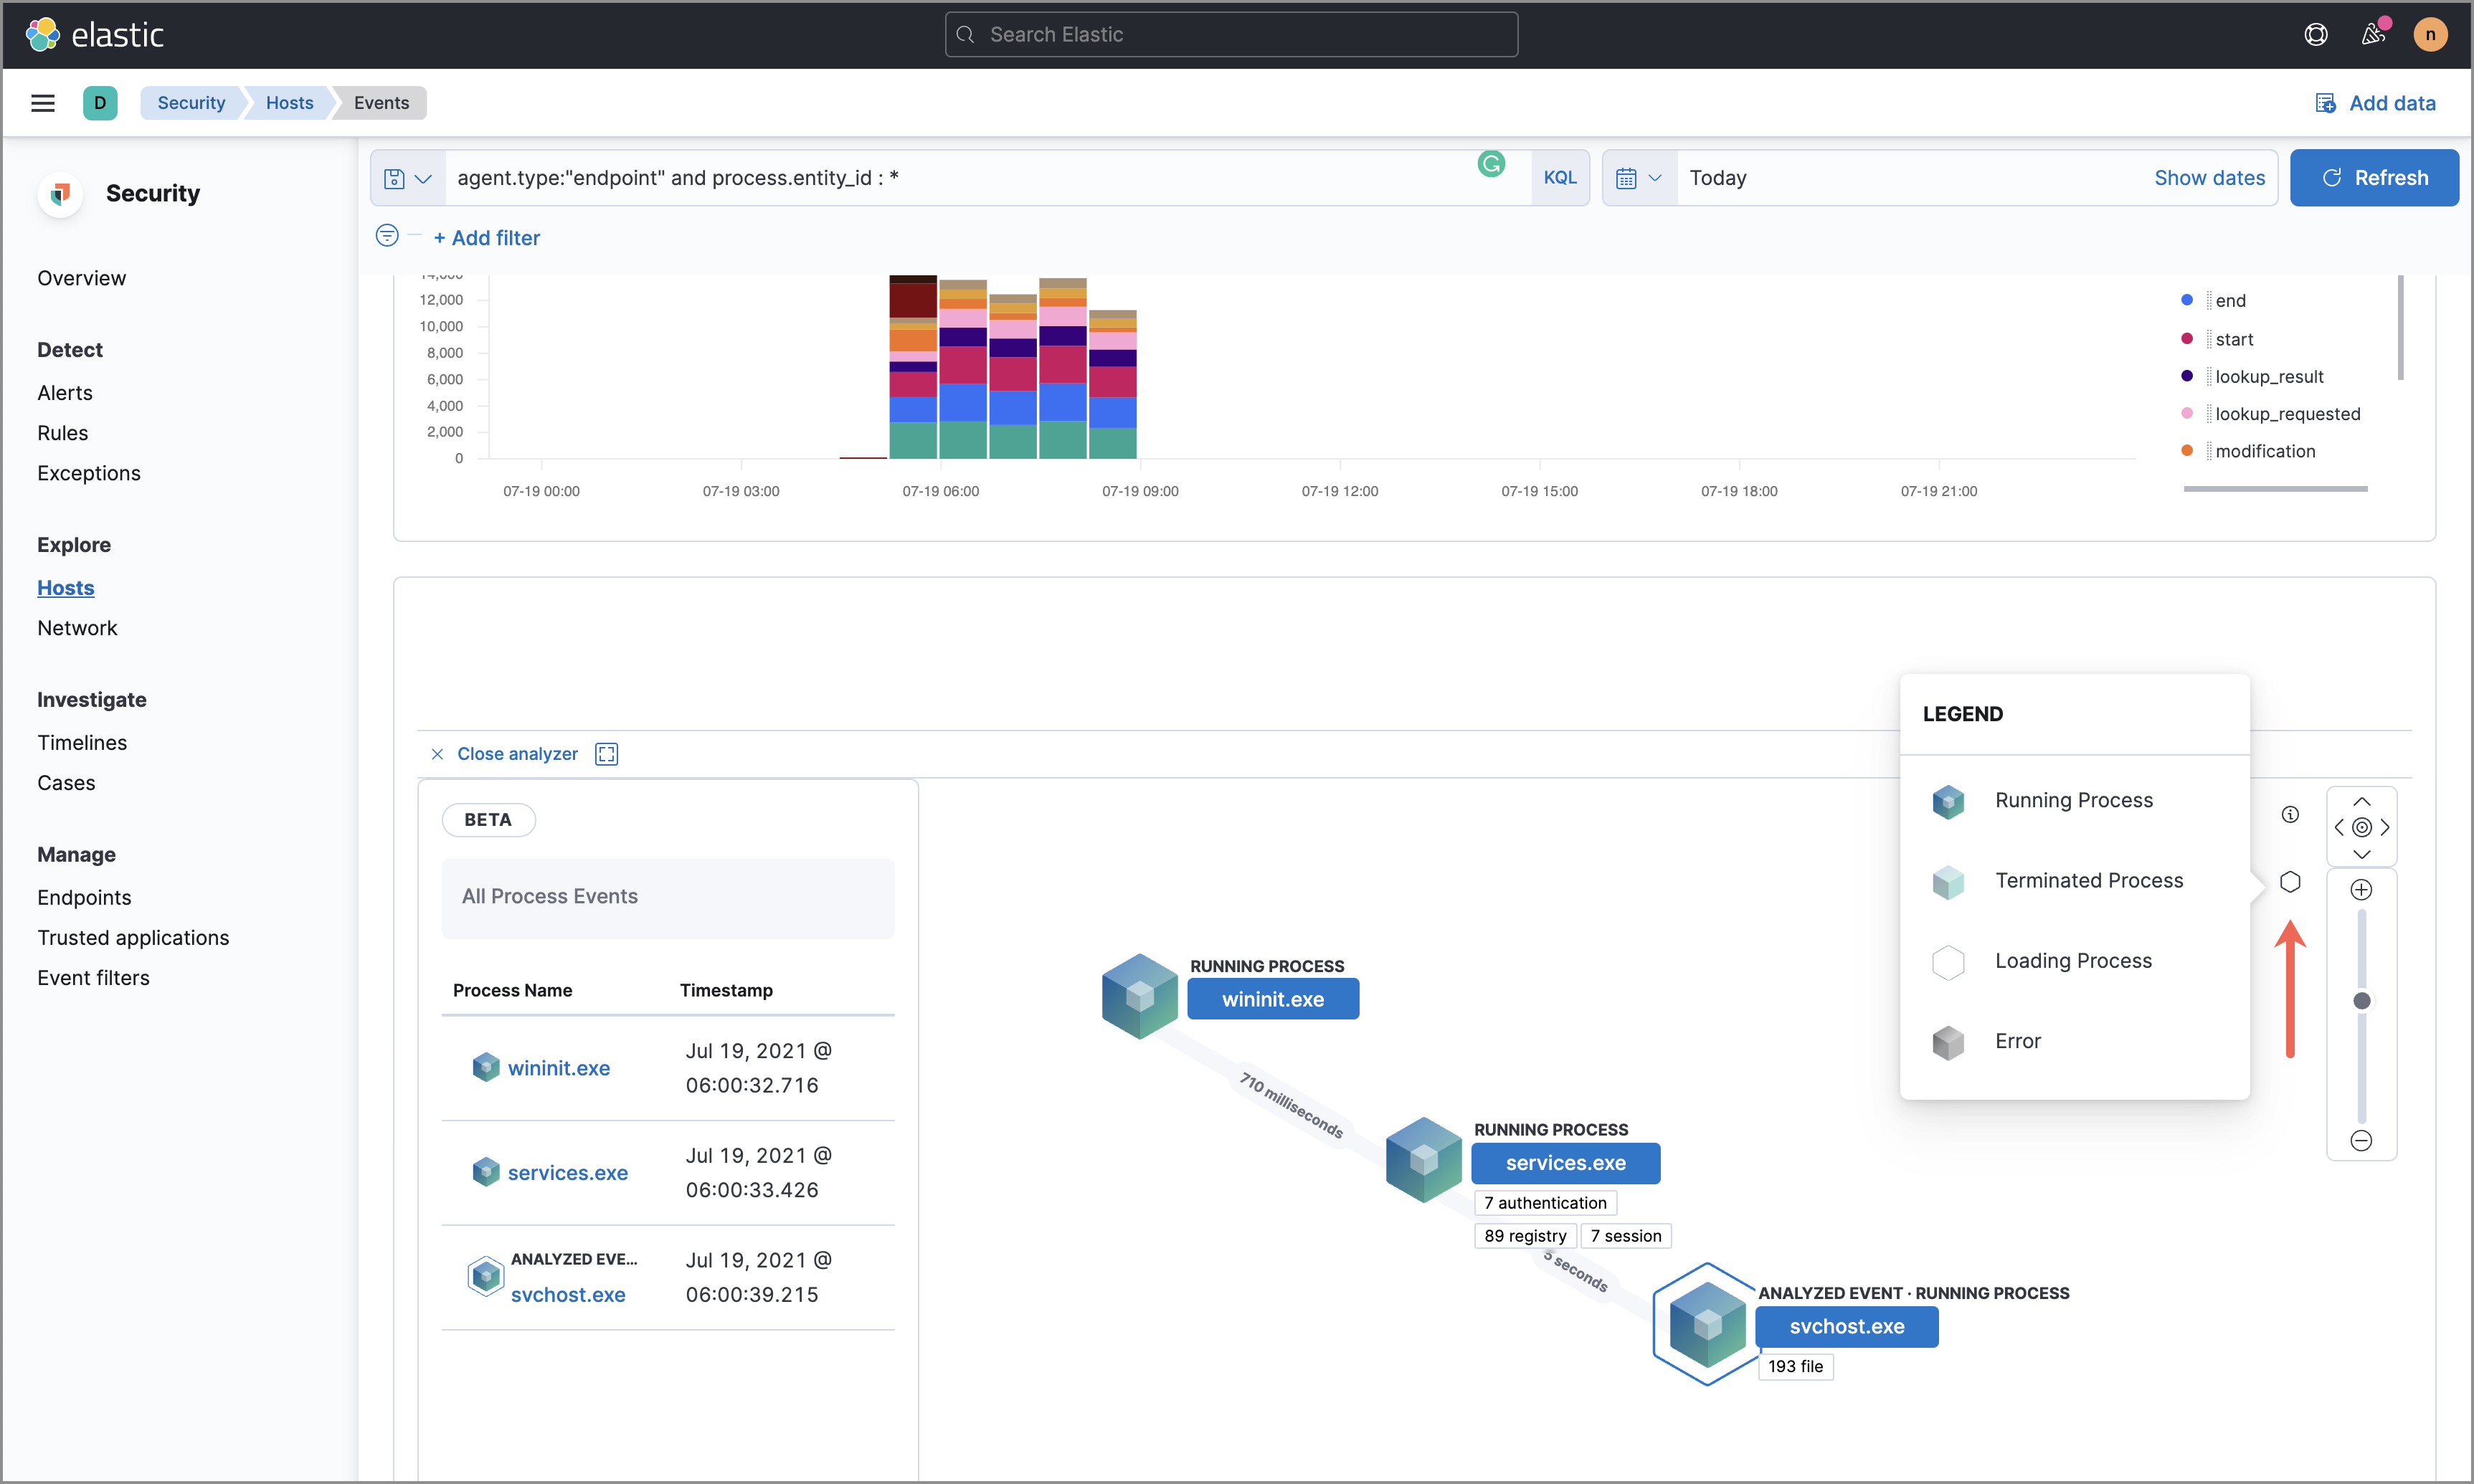 elastic
Search Elastic
n
D
Security
Hosts
Events
Add data
Security
agent.type:"endpoint" and process.entity_id : *
G
KQL
Today
Show dates
Refresh
+ Add filter
Overview
Detect
Alerts
Rules
Exceptions
Explore
Hosts
Network
Investigate
Timelines
Cases
Manage
Endpoints
Trusted applications
Event filters
14,000
12,000
10,000
8,000
6,000
4,000
2,000
0
07-19 00:00
07-19 03:00
07-19 06:00
07-19 09:00
07-19 12:00
07-19 15:00
07-19 18:00
07-19 21:00
end
start
lookup_result
lookup_requested
modification
Close analyzer
BETA
All Process Events
Process Name
Timestamp
wininit.exe
Jul 19, 2021 @
06:00:32.716
services.exe
Jul 19, 2021 @
06:00:33.426
ANALYZED EVE...
svchost.exe
Jul 19, 2021 @
06:00:39.215
RUNNING PROCESS
wininit.exe
710 milliseconds
RUNNING PROCESS
services.exe
7 authentication
89 registry
7 session
5 seconds
ANALYZED EVENT · RUNNING PROCESS
svchost.exe
193 file
LEGEND
Running Process
Terminated Process
Loading Process
Error